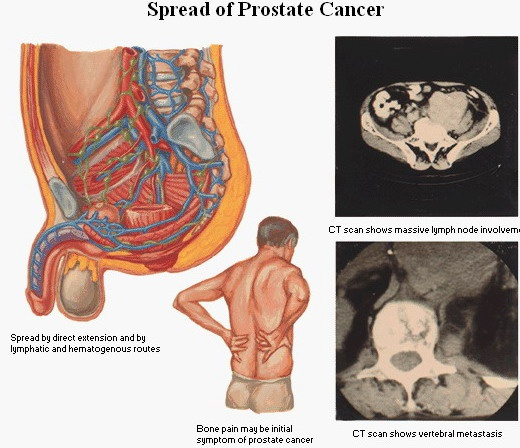 Spread of Prostate Cancer
CT scan shows massive lymph node involveme
Spread by direct extension and by
lymphatic and hematogenous routes
Bone pain may be initial
symptom of prostate cancer
CT scan shows vertebral metastasis